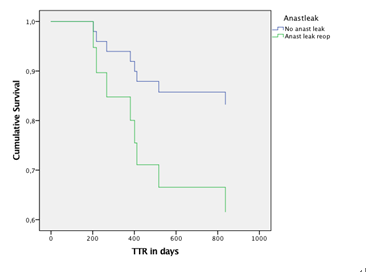 Anastleak
No anast leak
Anast leak reop
Cumulative Survival
1,0
0,9
0,8
0,7
0,6
0 200 400 600 800 1000
TTR in days